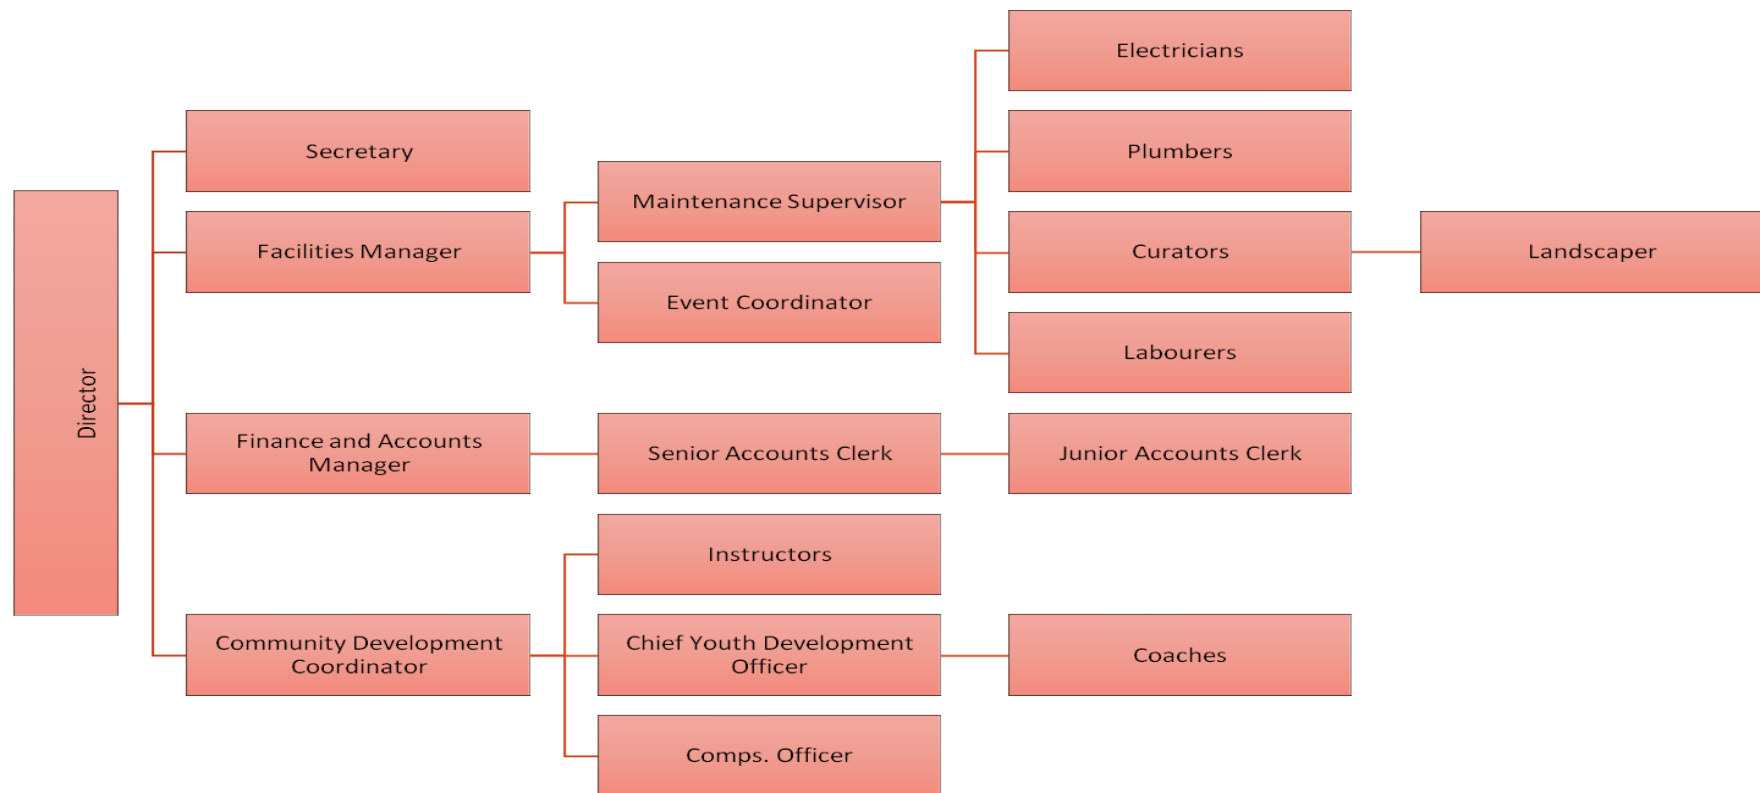 Director
Secretary
Facilities Manager
Finance and Accounts
Manager
Community Development
Coordinator
Maintenance Supervisor
Event Coordinator
Senior Accounts Clerk
Instructors
Chief Youth Development
Officer
Comps. Officer
Electricians
Plumbers
Curators
Labourers
Junior Accounts Clerk
Coaches
Landscaper